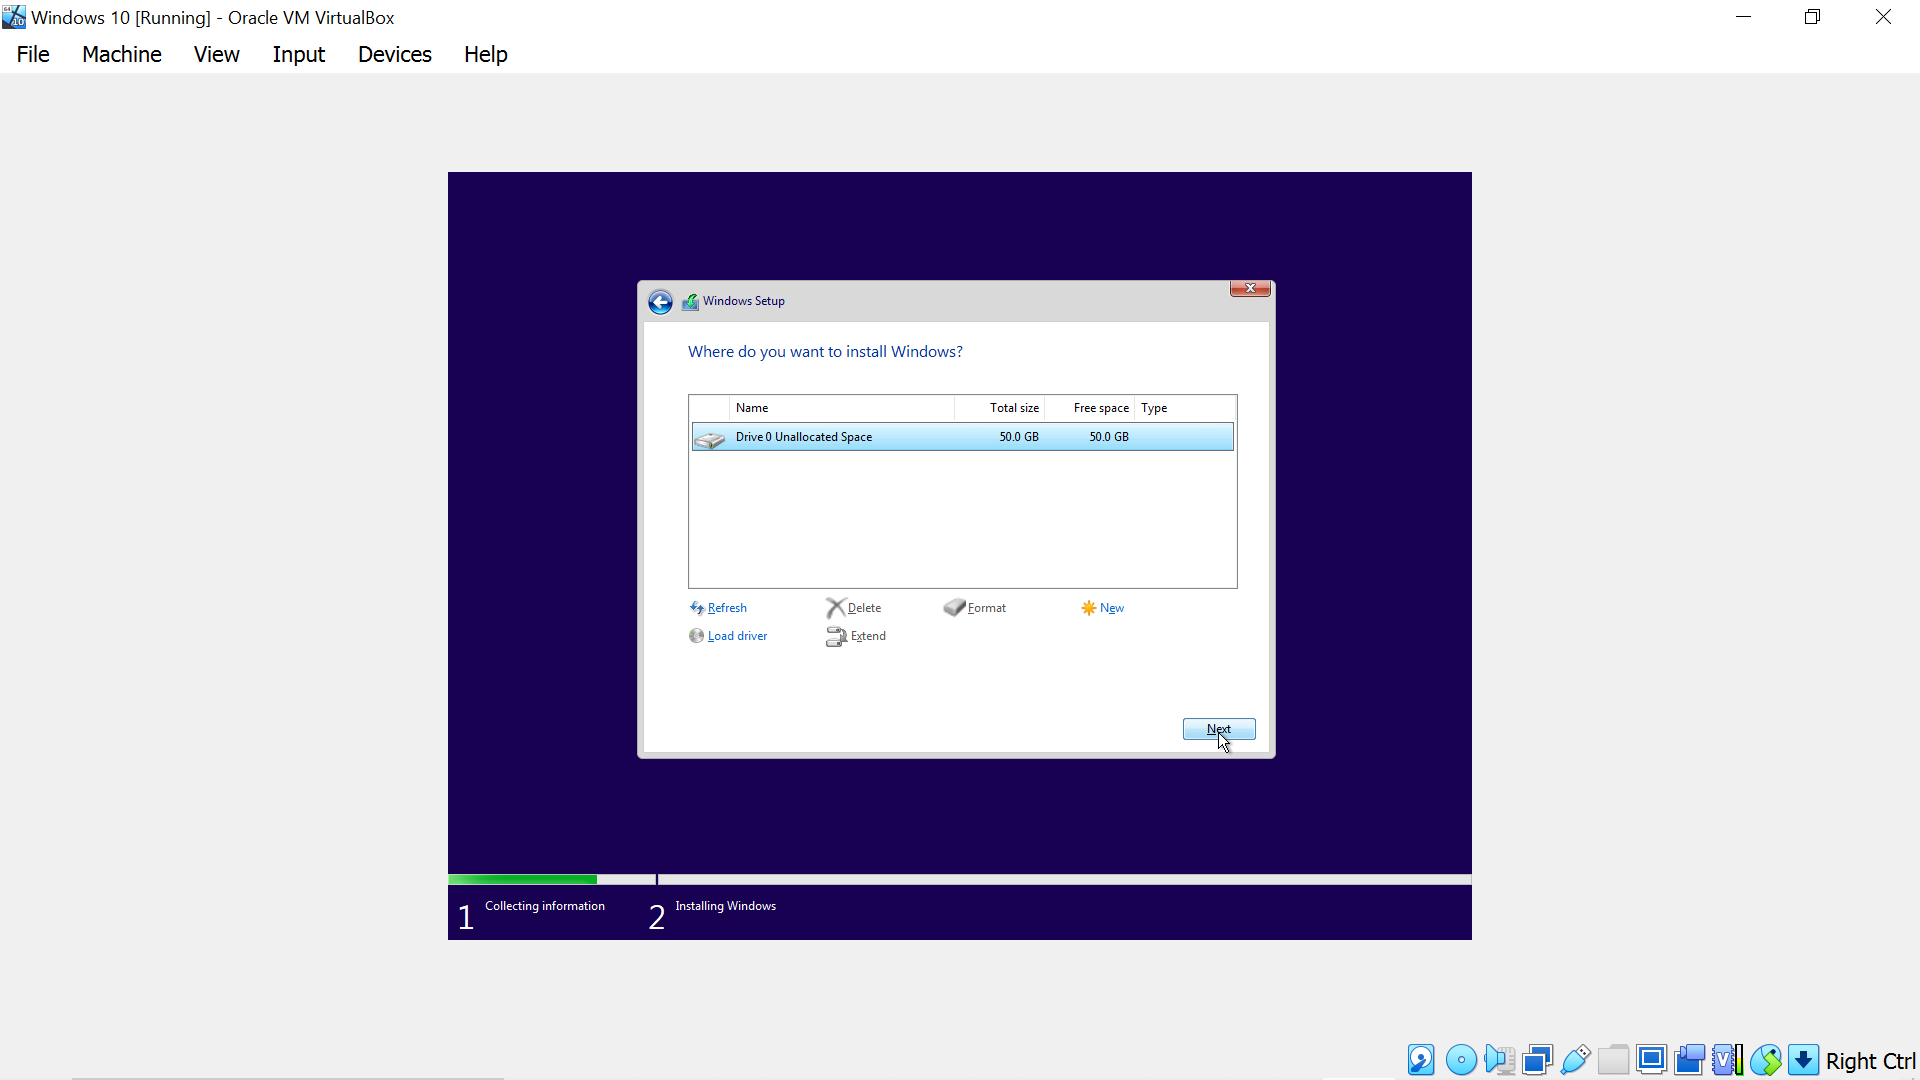 Windows 10 [Running] - Oracle VM VirtualBox
File Machine View Input Devices Help
Windows Setup
Where do you want to install Windows?
Name Total size Free space Type
Drive 0 Unallocated Space 50.0 GB 50.0 GB
Refresh Delete Format New
Load driver Extend
Next
1 Collecting information 2 Installing Windows
Right Ctrl